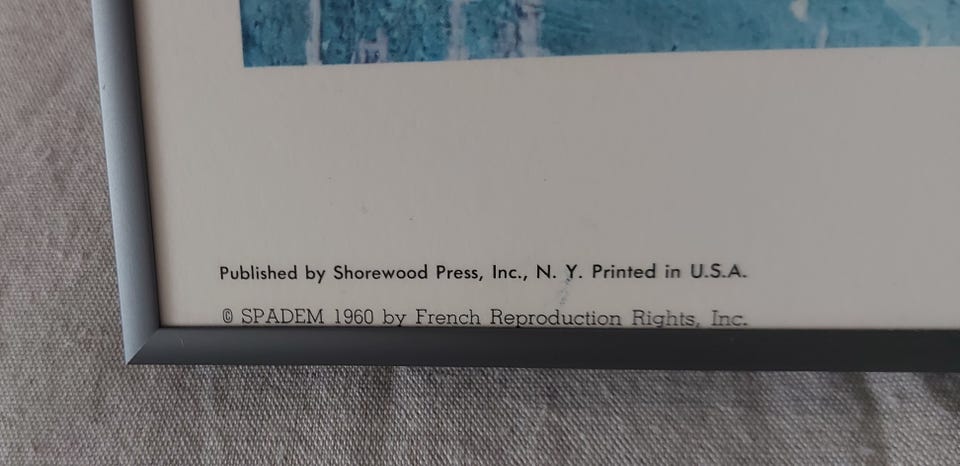 Published by Shorewood Press, Inc., N. Y. Printed in U.S.A.
© SPADEM 1960 by French Reproduction Rights, Inc.